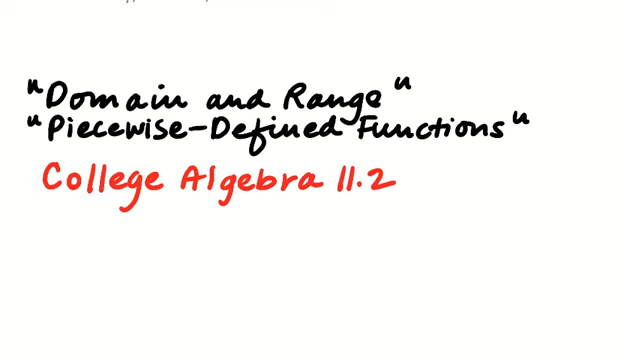 "Domain and Range"
"Piecewise-Defined Functions"
College Algebra 11.2